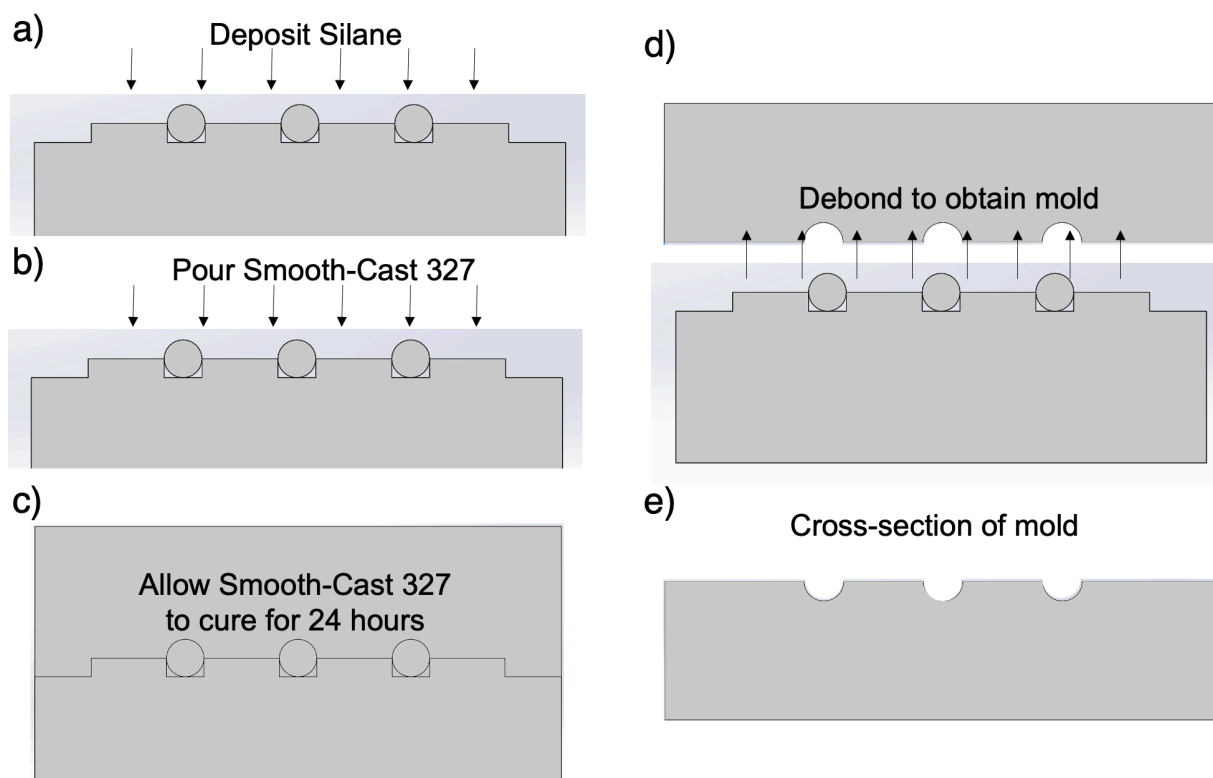 a)
Deposit Silane
b)
Pour Smooth-Cast 327
c)
Allow Smooth-Cast 327
to cure for 24 hours
d)
Debond to obtain mold
e)
Cross-section of mold